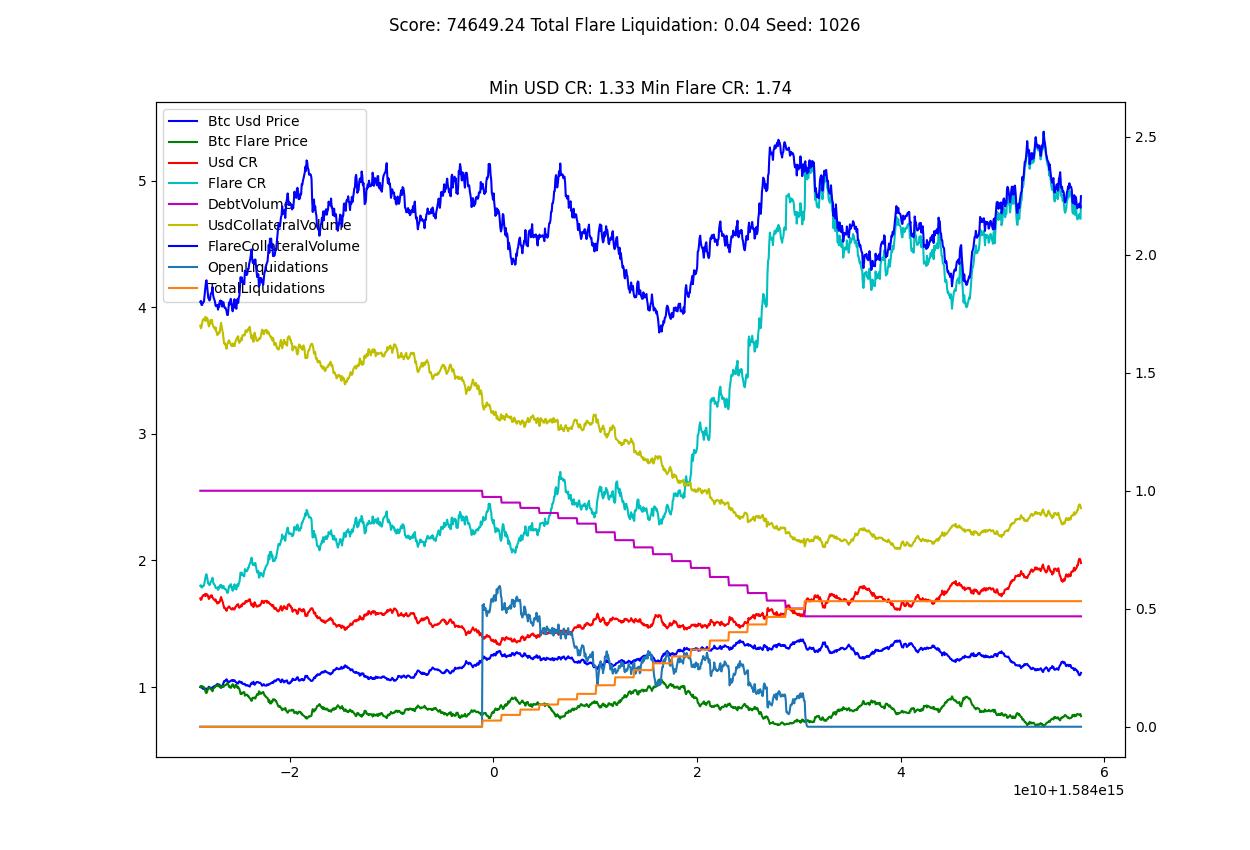 Score: 74649.24 Total Flare Liquidation: 0.04 Seed: 1026
Min USD CR: 1.33 Min Flare CR: 1.74
Btc Usd Price
Btc Flare Price
Usd CR
Flare CR
DebtVolume
UsdCollateralVolume
FlareCollateralVolume
OpenLiquidations
TotalLiquidations
5
4
3
2
1
2.5
2.0
1.5
1.0
0.5
0.0
−2
0
2
4
6
1e10+1.584e15